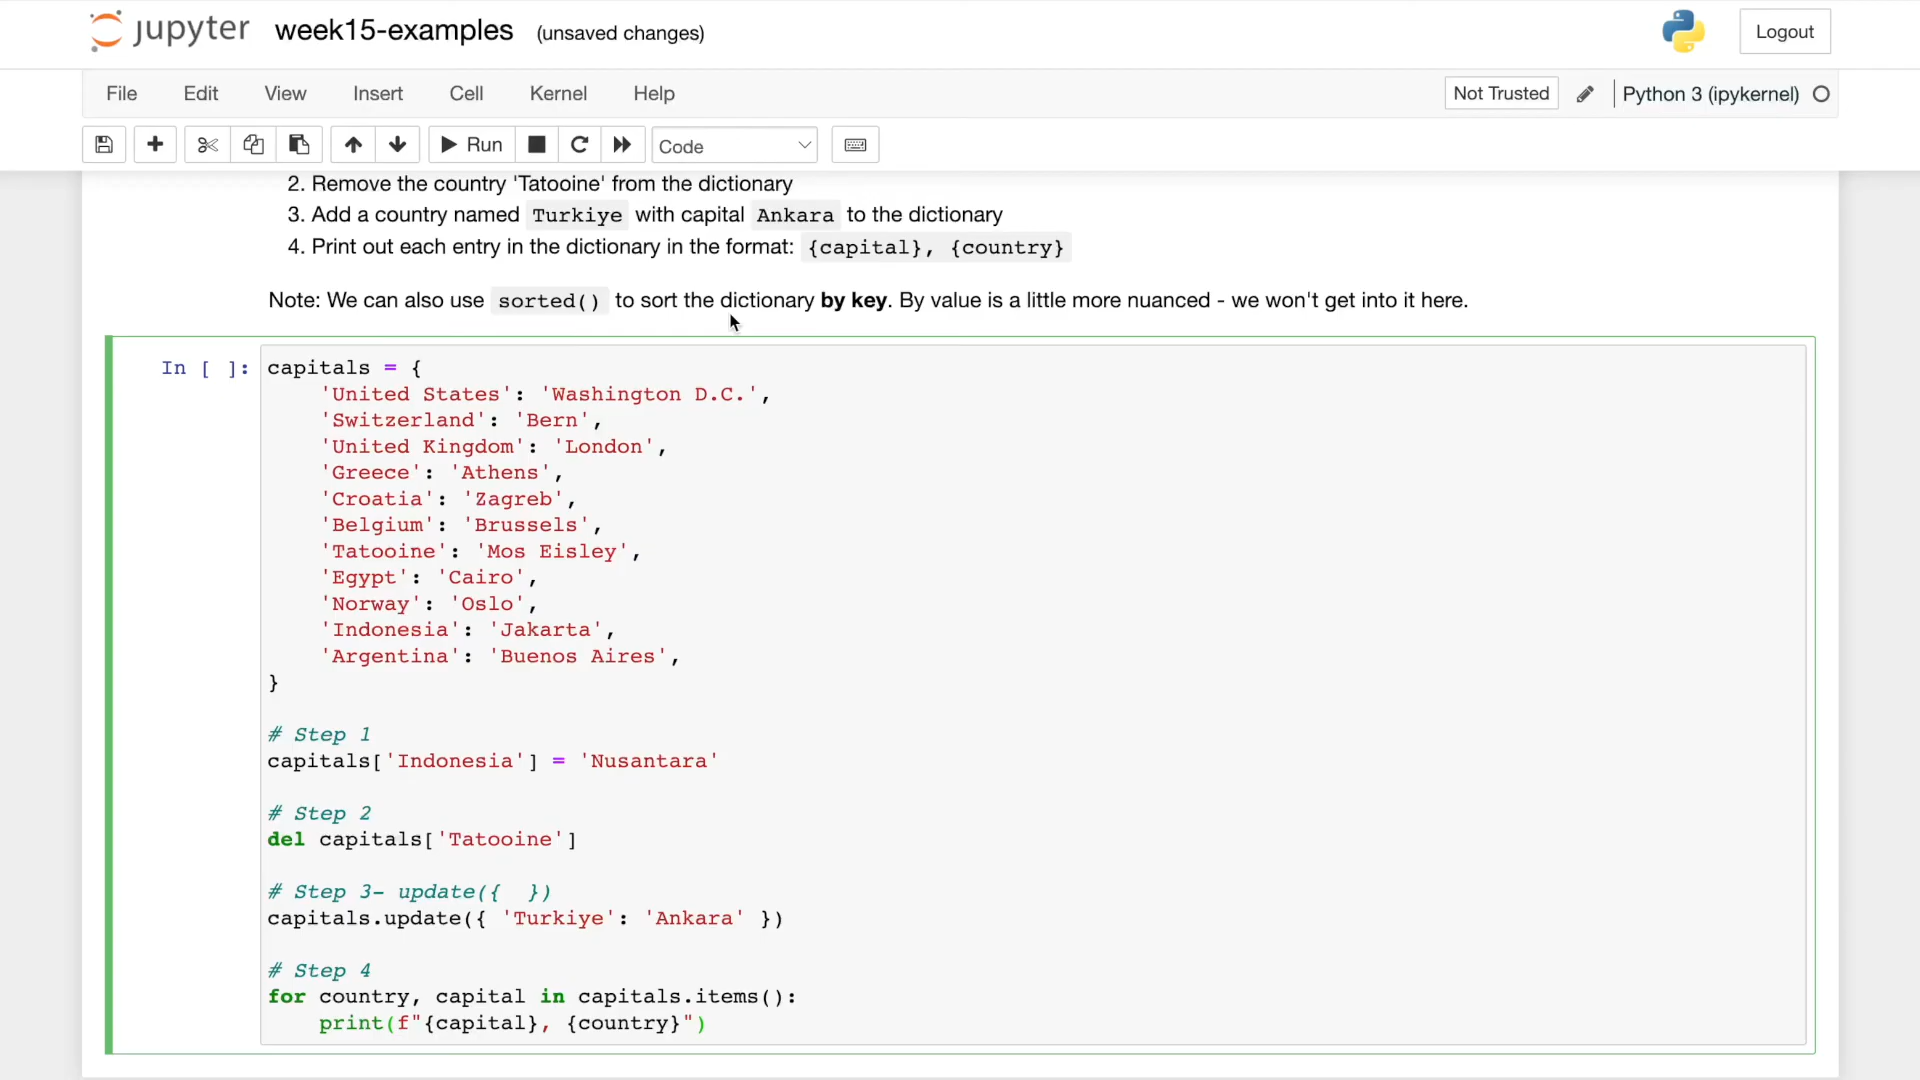 jupyter week15-examples (unsaved changes) Logout
File Edit View Insert Cell Kernel Help Not Trusted Python 3 (ipykernel)
Run Code
2. Remove the country 'Tatooine' from the dictionary
3. Add a country named Turkiye with capital Ankara to the dictionary
4. Print out each entry in the dictionary in the format: {capital}, {country}
Note: We can also use sorted() to sort the dictionary by key. By value is a little more nuanced - we won't get into it here.
In [ ]: capitals = {
'United States': 'Washington D.C.',
'Switzerland': 'Bern',
'United Kingdom': 'London',
'Greece': 'Athens',
'Croatia': 'Zagreb',
'Belgium': 'Brussels',
'Tatooine': 'Mos Eisley',
'Egypt': 'Cairo',
'Norway': 'Oslo',
'Indonesia': 'Jakarta',
'Argentina': 'Buenos Aires',
}
# Step 1
capitals['Indonesia'] = 'Nusantara'
# Step 2
del capitals['Tatooine']
# Step 3- update({  })
capitals.update({ 'Turkiye': 'Ankara' })
# Step 4
for country, capital in capitals.items():
print(f"{capital}, {country}")